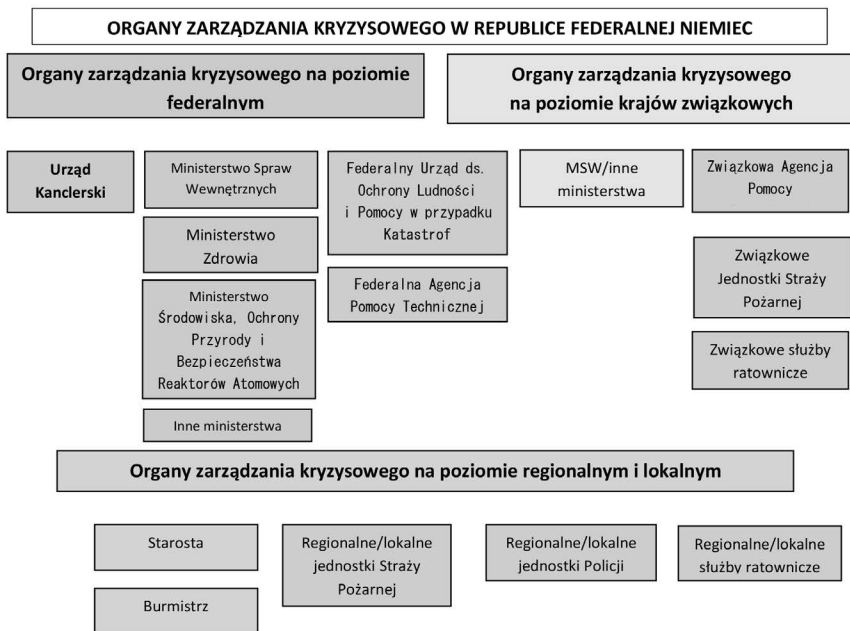 ORGANY ZARZĄDZANIA KRYZYSOWEGO W REPUBLICE FEDERALNEJ NIEMIEC
Organy zarządzania kryzysowego na poziomie
federalnym
Organy zarządzania kryzysowego
na poziomie krajów związkowych
Urząd
Kanclerski
Ministerstwo Spraw
Wewnętrznych
Ministerstwo
Zdrowia
Ministerstwo
Środowiska, Ochrony
Przyrody i
Bezpieczeństwa
Reaktorów Atomowych
Inne ministerstwa
Federalny Urząd ds.
Ochrony Ludności
i Pomocy w przypadku
Katastrof
Federalna Agencja
Pomocy Technicznej
MSW/inne
ministerstwa
Związkowa Agencja
Pomocy
Związkowe
Jednostki Straży
Pożarnej
Związkowe służby
ratownicze
Organy zarządzania kryzysowego na poziomie regionalnym i lokalnym
Starosta
Burmistrz
Regionalne/lokalne
jednostki Straży
Pożarnej
Regionalne/lokalne
jednostki Policji
Regionalne/lokalne
służby ratownicze